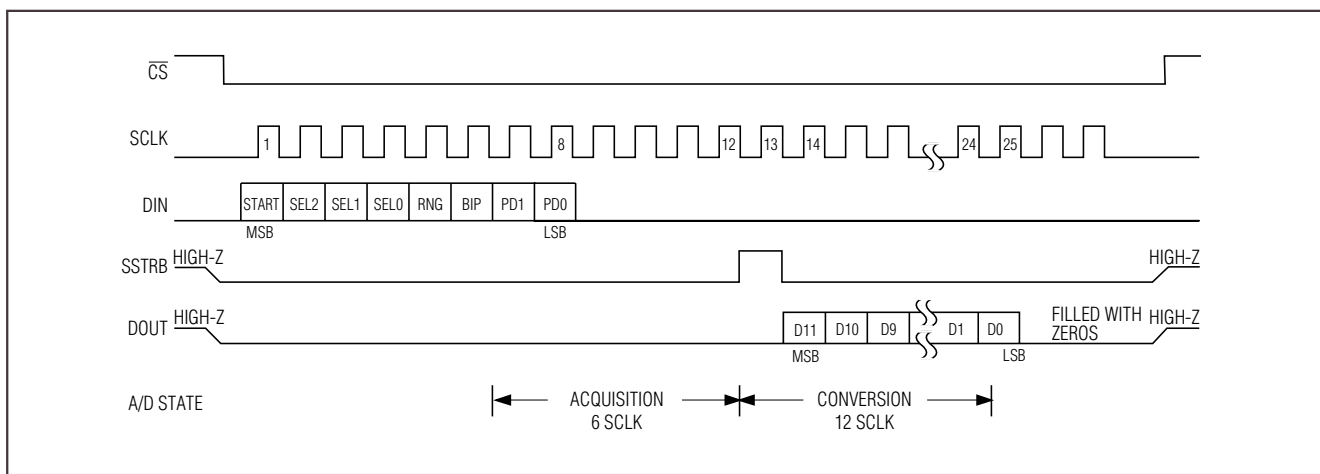 CS
SCLK 1 8 12 13 14 24 25
DIN START SEL2 SEL1 SEL0 RNG BIP PD1 PD0
MSB LSB
SSTRB HIGH-Z HIGH-Z
DOUT HIGH-Z D11 D10 D9 D1 D0 FILLED WITH ZEROS HIGH-Z
MSB LSB
A/D STATE ACQUISITION CONVERSION
6 SCLK 12 SCLK